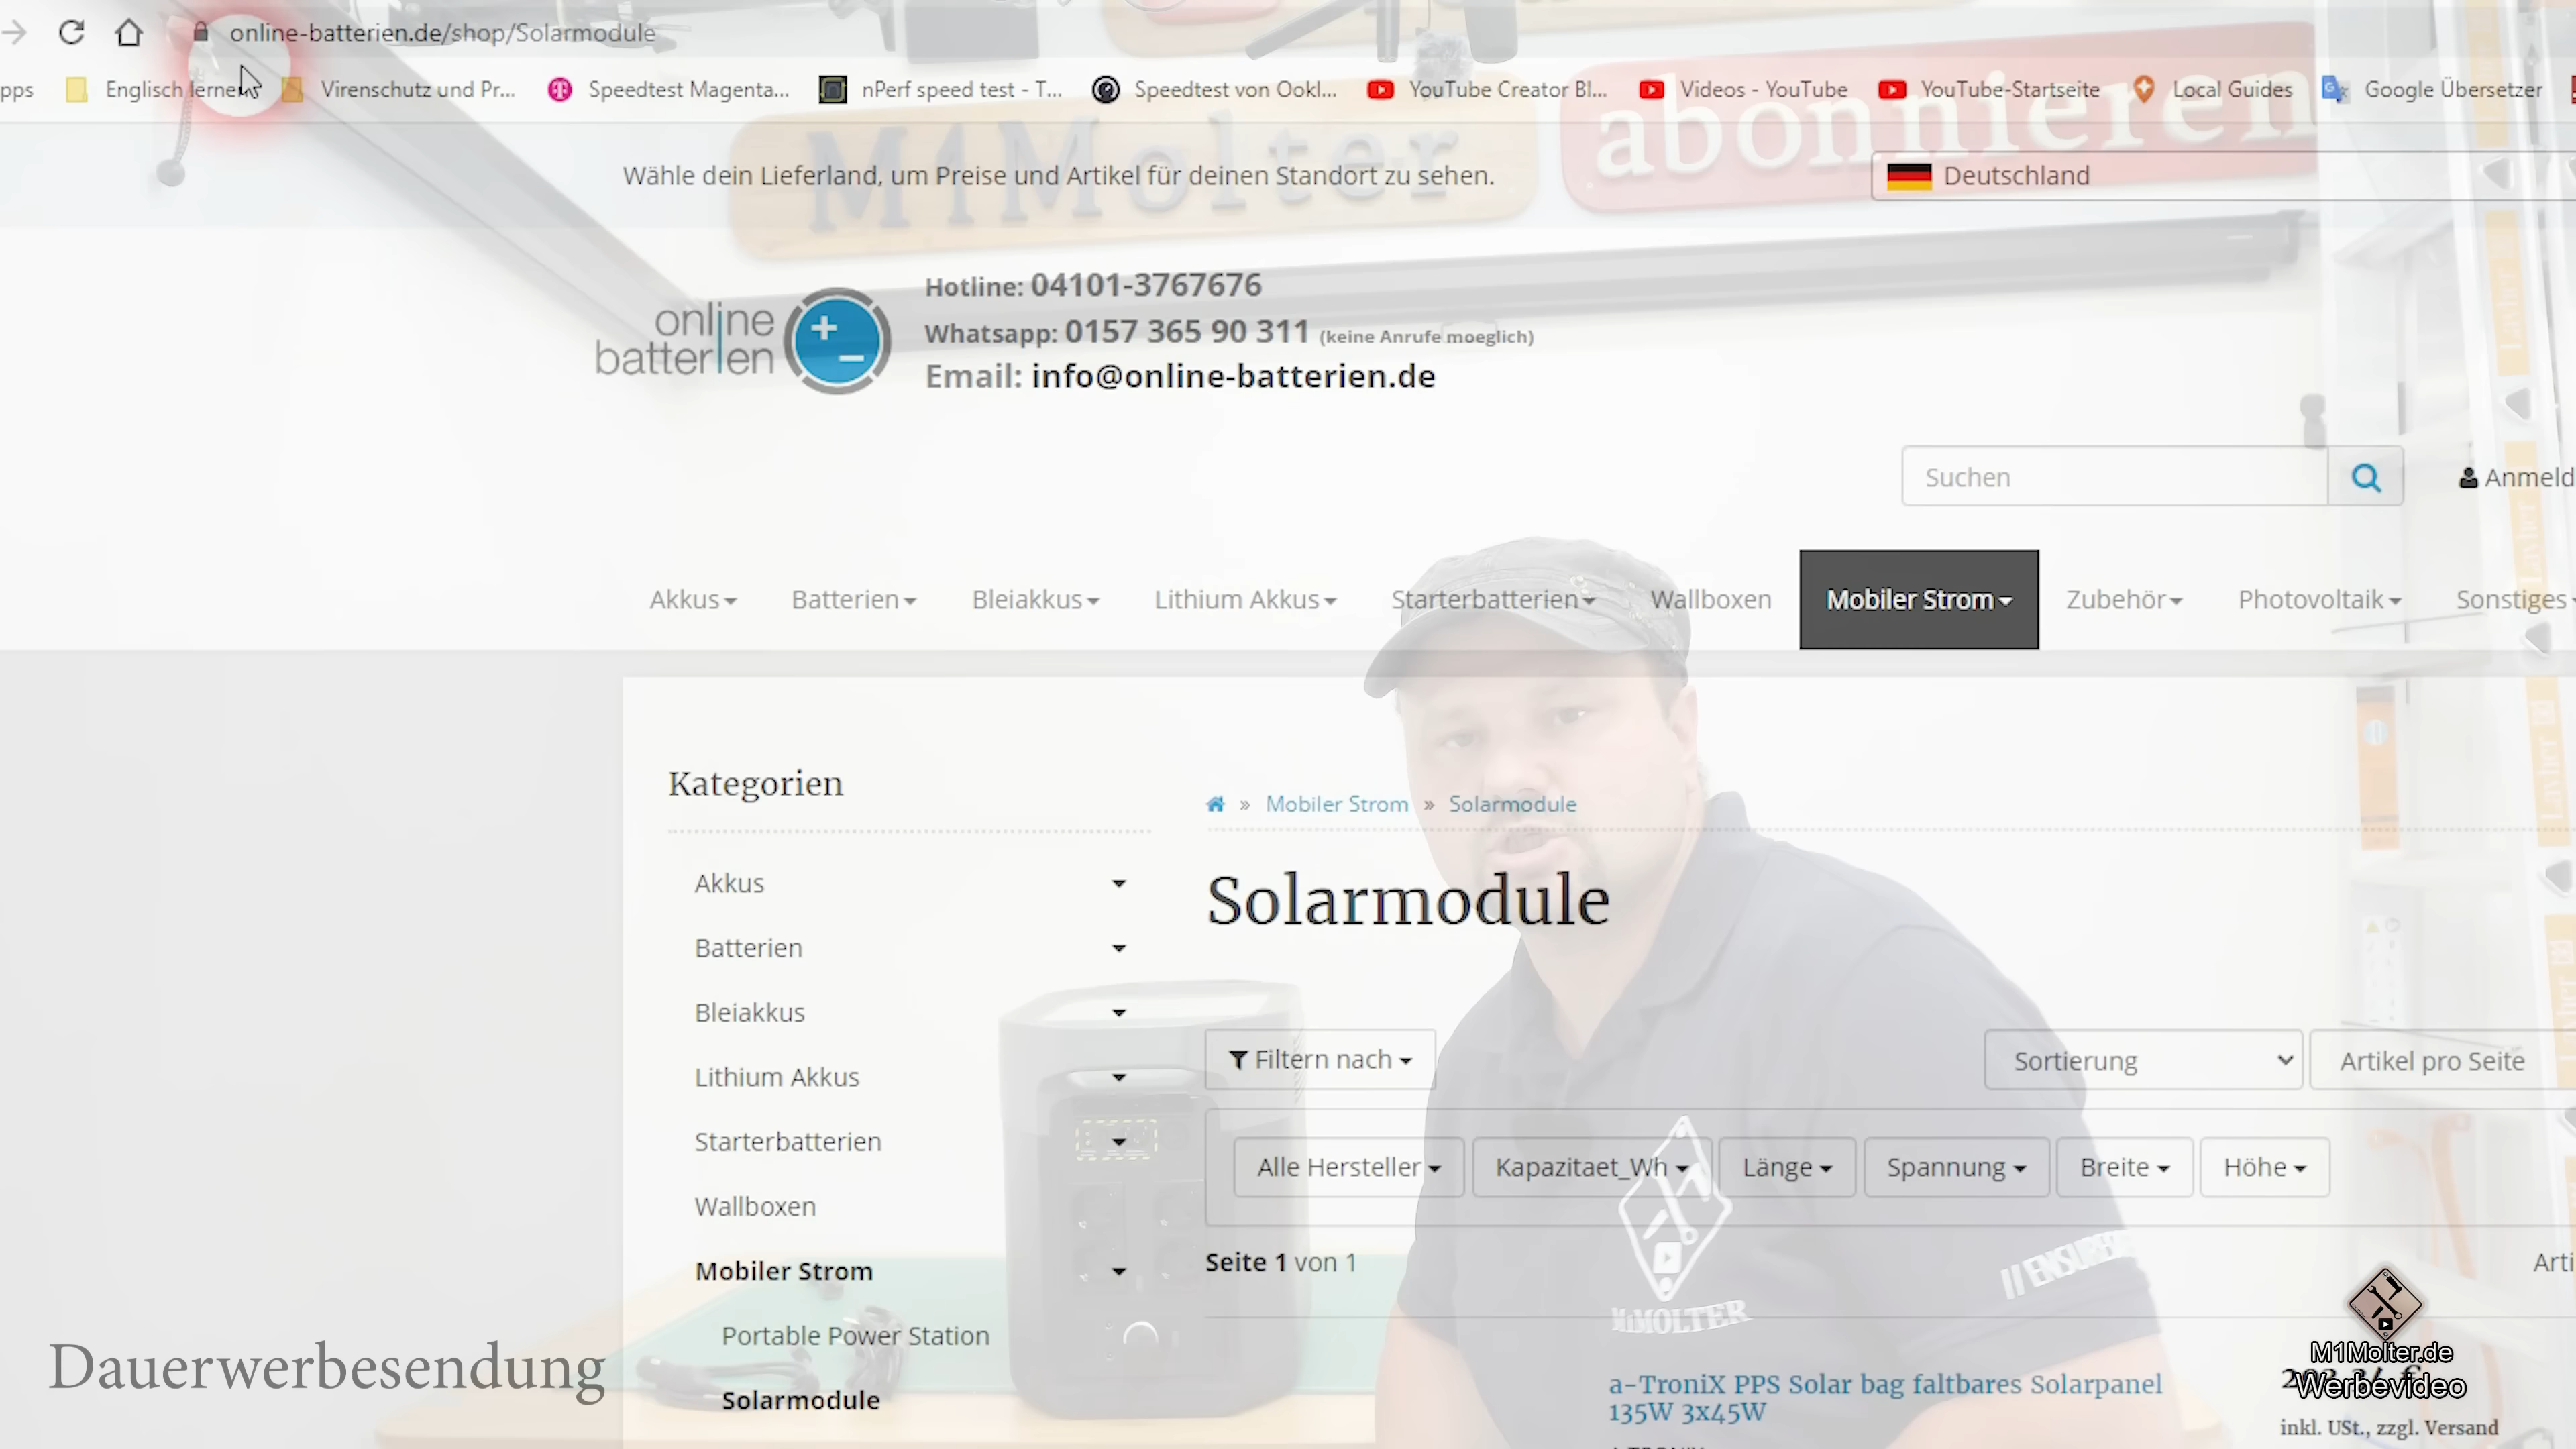 online-batterien.de/shop/Solarmodule
pps Englisch lernen Virenschutz und Pr... Speedtest Magenta... nPerf speed test - T... Speedtest von Ookl... YouTube Creator Bl... Videos - YouTube YouTube-Startseite Local Guides Google Übersetzer
M1Molter abonnieren
Wähle dein Lieferland, um Preise und Artikel für deinen Standort zu sehen. Deutschland
Hotline: 04101-3767676
online batterien
Whatsapp: 0157 365 90 311 (keine Anrufe moeglich)
Email: info@online-batterien.de
Suchen Anmeld
Akkus Batterien Bleiakkus Lithium Akkus Starterbatterien Wallboxen Mobiler Strom Zubehör Photovoltaik Sonstiges
Kategorien
» Mobiler Strom » Solarmodule
Akkus
Solarmodule
Batterien
Bleiakkus
Filtern nach Sortierung Artikel pro Seite
Lithium Akkus
Starterbatterien
Alle Hersteller Kapazitaet_Wh Länge Spannung Breite Höhe
Wallboxen
Mobiler Strom
Seite 1 von 1 Arti
M1MOLTER
Portable Power Station
Solarmodule
Dauerwerbesendung
a-TroniX PPS Solar bag faltbares Solarpanel
135W 3x45W
M1Molter.de
Werbevideo
inkl. USt., zzgl. Versand